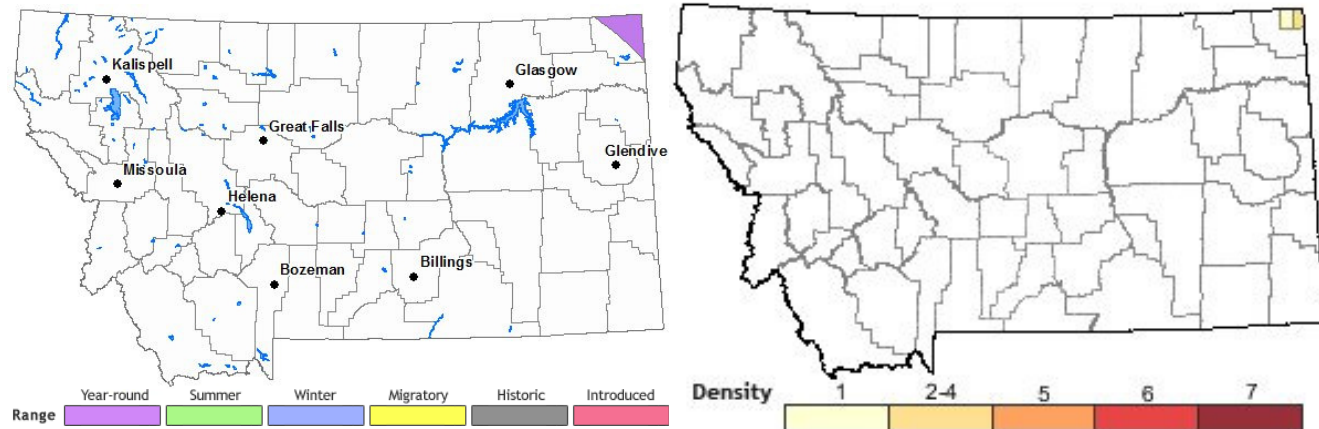 Kalispell
Glasgow
Great Falls
Glendive
Missoula
Helena
Bozeman
Billings
Year-round Summer Winter Migratory Historic Introduced
Range
Density 1 2-4 5 6 7